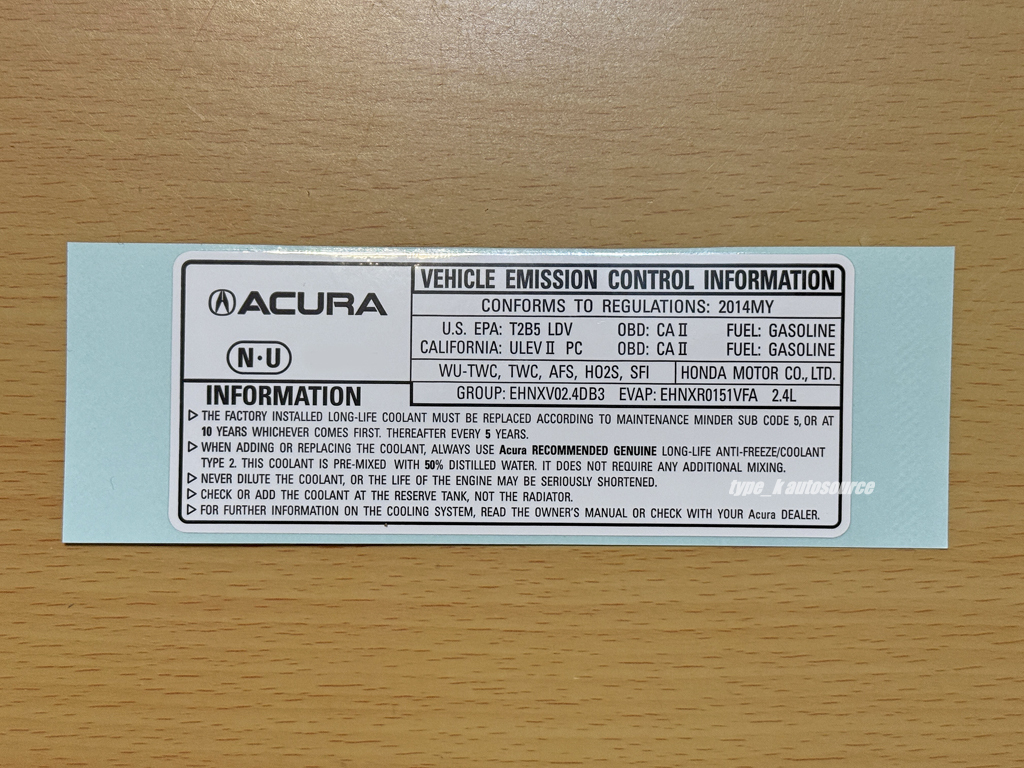 ACURA
N·U
VEHICLE EMISSION CONTROL INFORMATION
CONFORMS TO REGULATIONS: 2014MY
U.S. EPA: T2B5 LDV OBD: CA II FUEL: GASOLINE
CALIFORNIA: ULEV II PC OBD: CA II FUEL: GASOLINE
WU-TWC, TWC, AFS, HO2S, SFI HONDA MOTOR CO., LTD.
GROUP: EHNXV02.4DB3 EVAP: EHNXR0151VFA 2.4L
INFORMATION
▷ THE FACTORY INSTALLED LONG-LIFE COOLANT MUST BE REPLACED ACCORDING TO MAINTENANCE MINDER SUB CODE 5, OR AT
10 YEARS WHICHEVER COMES FIRST. THEREAFTER EVERY 5 YEARS.
▷ WHEN ADDING OR REPLACING THE COOLANT, ALWAYS USE Acura RECOMMENDED GENUINE LONG-LIFE ANTI-FREEZE/COOLANT
TYPE 2. THIS COOLANT IS PRE-MIXED WITH 50% DISTILLED WATER. IT DOES NOT REQUIRE ANY ADDITIONAL MIXING.
▷ NEVER DILUTE THE COOLANT, OR THE LIFE OF THE ENGINE MAY BE SERIOUSLY SHORTENED.
▷ CHECK OR ADD THE COOLANT AT THE RESERVE TANK, NOT THE RADIATOR.
▷ FOR FURTHER INFORMATION ON THE COOLING SYSTEM, READ THE OWNER'S MANUAL OR CHECK WITH YOUR Acura DEALER.
type_k autosource